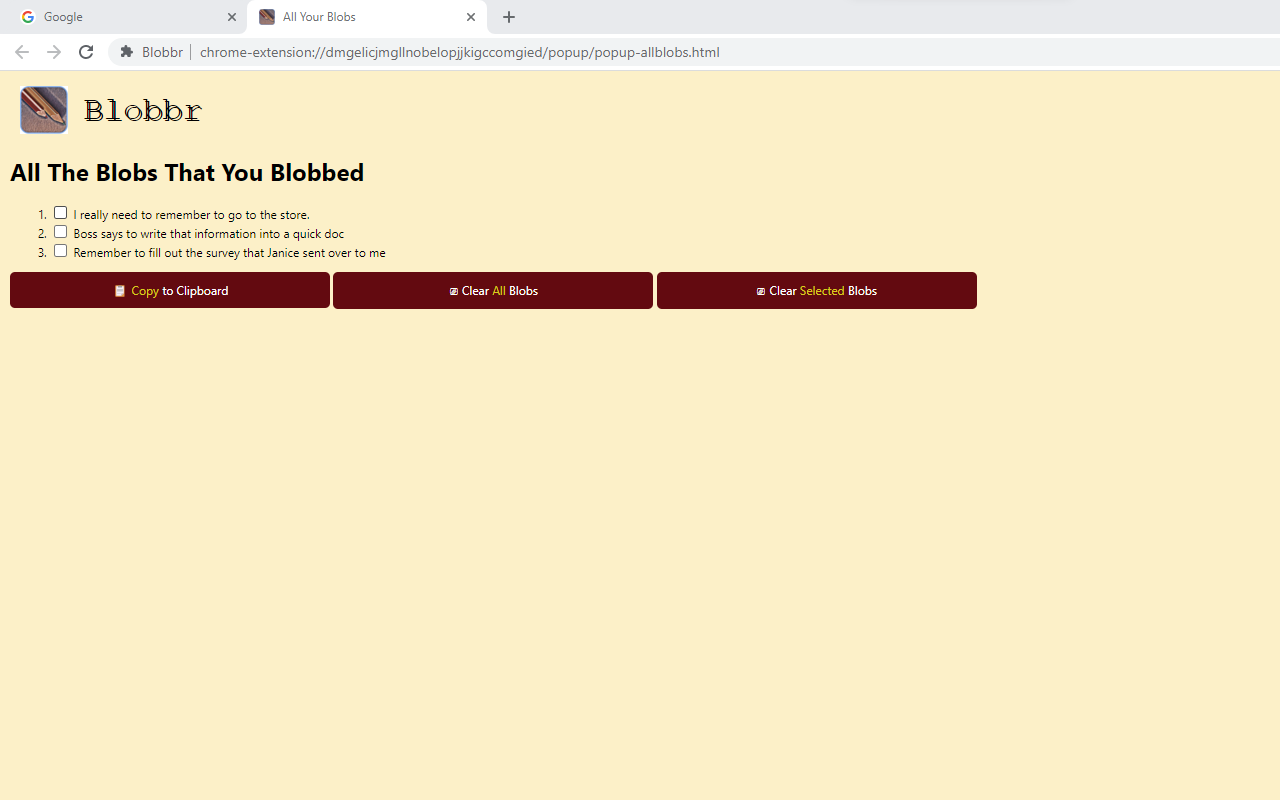 Google
All Your Blobs
Blobbr
chrome-extension://dmgelicjmgllnobelopjjkigccomgied/popup/popup-allblobs.html
Blobbr
All The Blobs That You Blobbed
1. I really need to remember to go to the store.
2. Boss says to write that information into a quick doc
3. Remember to fill out the survey that Janice sent over to me
Copy to Clipboard
Clear All Blobs
Clear Selected Blobs